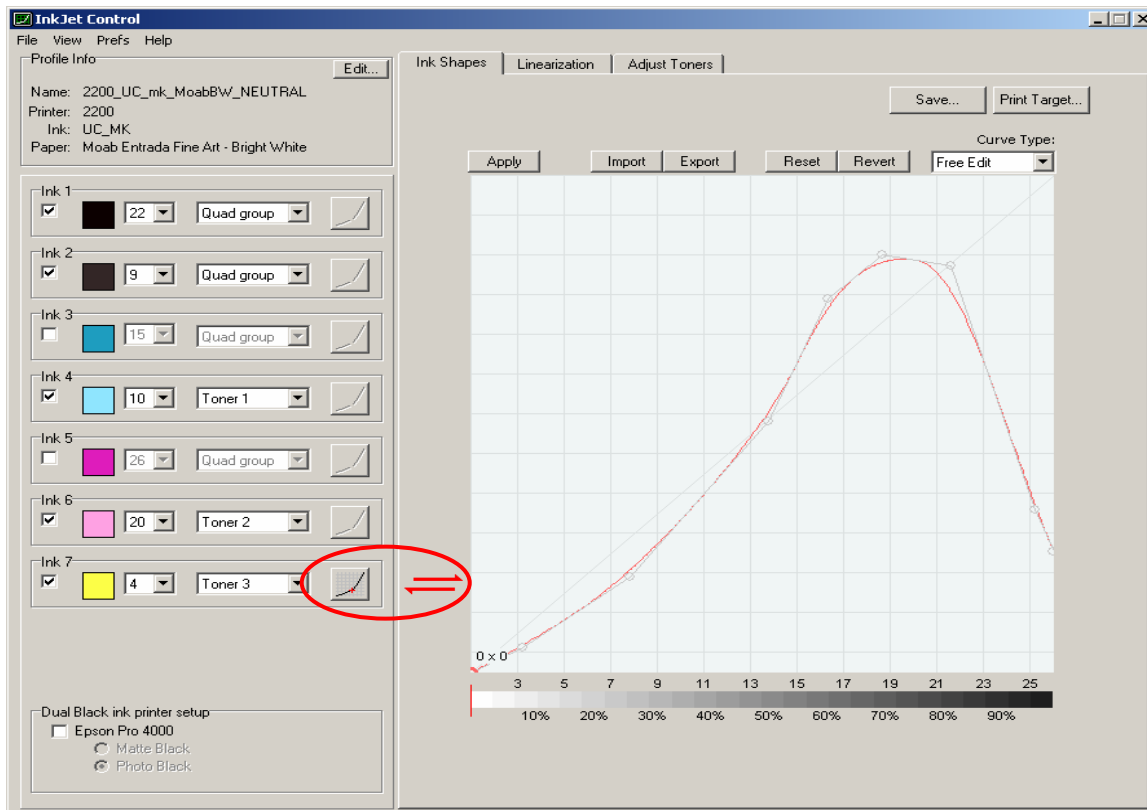 InkJet Control
File View Prefs Help
Profile Info
Edit...
Name: 2200_UC_mk_MoabBW_NEUTRAL
Printer: 2200
Ink: UC_MK
Paper: Moab Entrada Fine Art - Bright White
Ink 1
22 Quad group
Ink 2
9 Quad group
Ink 3
15 Quad group
Ink 4
10 Toner 1
Ink 5
26 Quad group
Ink 6
20 Toner 2
Ink 7
4 Toner 3
Dual Black ink printer setup
Epson Pro 4000
Matte Black
Photo Black
Ink Shapes Linearization Adjust Toners
Save... Print Target...
Curve Type:
Apply Import Export Reset Revert Free Edit
0 x 0
3 5 7 9 11 13 15 17 19 21 23 25
10% 20% 30% 40% 50% 60% 70% 80% 90%